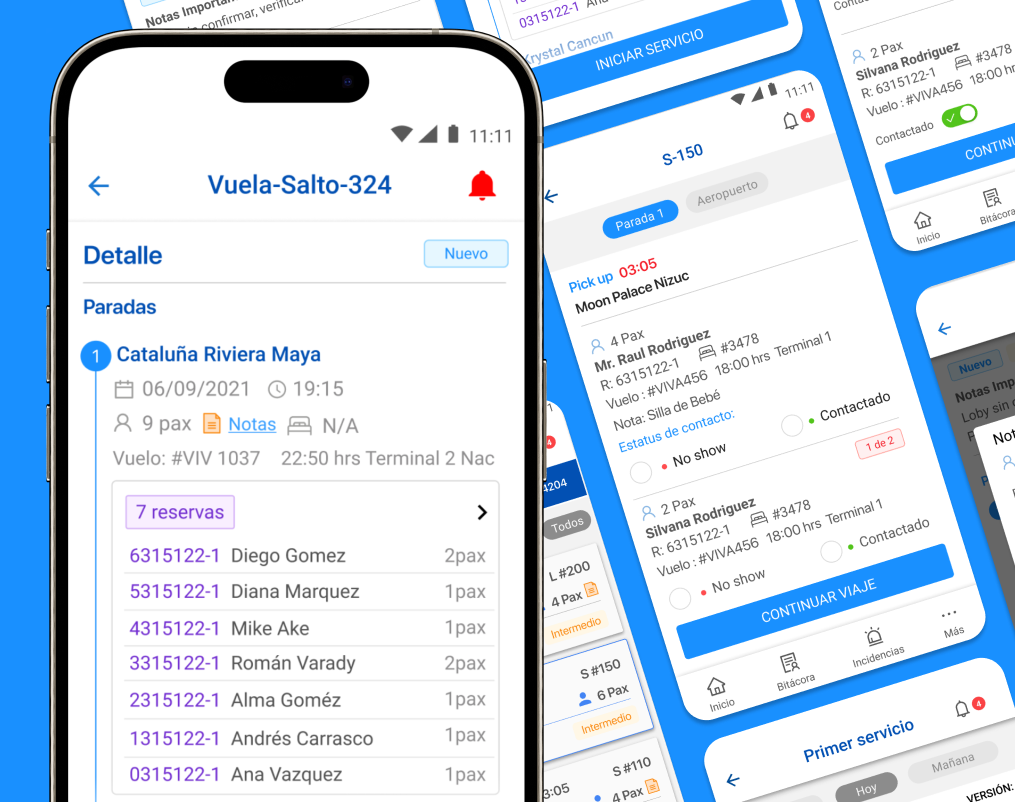 11:11
Vuela-Salto-324
Detalle
Nuevo
Paradas
1 Cataluña Riviera Maya
06/09/2021 19:15
9 pax Notas N/A
Vuelo: #VIV 1037 22:50 hrs Terminal 2 Nac
7 reservas
6315122-1 Diego Gomez 2pax
5315122-1 Diana Marquez 1pax
4315122-1 Mike Ake 1pax
3315122-1 Román Varady 2pax
2315122-1 Alma Goméz 1pax
1315122-1 Andrés Carrasco 1pax
0315122-1 Ana Vazquez 1pax
Notas Importan
confirmar, verifica
0315122-1 Ana
Krystal Cancun
INICIAR SERVICIO
11:11
4
S-150
Parada 1
Aeropuerto
Pick up 03:05
Moon Palace Nizuc
4 Pax
Mr. Raul Rodriguez
R: 6315122-1 #3478
Vuelo : #VIVA456 18:00 hrs Terminal 1
Nota: Silla de Bebé
Estatus de contacto:
No show
Contactado
1 de 2
2 Pax
Silvana Rodriguez
R: 6315122-1 #3478
Vuelo : #VIVA456 18:00 hrs Terminal 1
No show
Contactado
CONTINUAR VIAJE
Inicio
Bitácora
Incidencias
Más
2 Pax
Silvana Rodriguez
R: 6315122-1 #3478
Vuelo : #VIVA456 18:00 hr
Contactado
CONTINU
Inicio
Bitácora
Nuevo
Notas Imp
Loby sin c
Not
4204
Todos
L #200
4 Pax
Intermedio
S #150
6 Pax
Intermedio
S #110
3:05
4 Pax
4
Primer servicio
Hoy
Mañana
VERSIÓN: